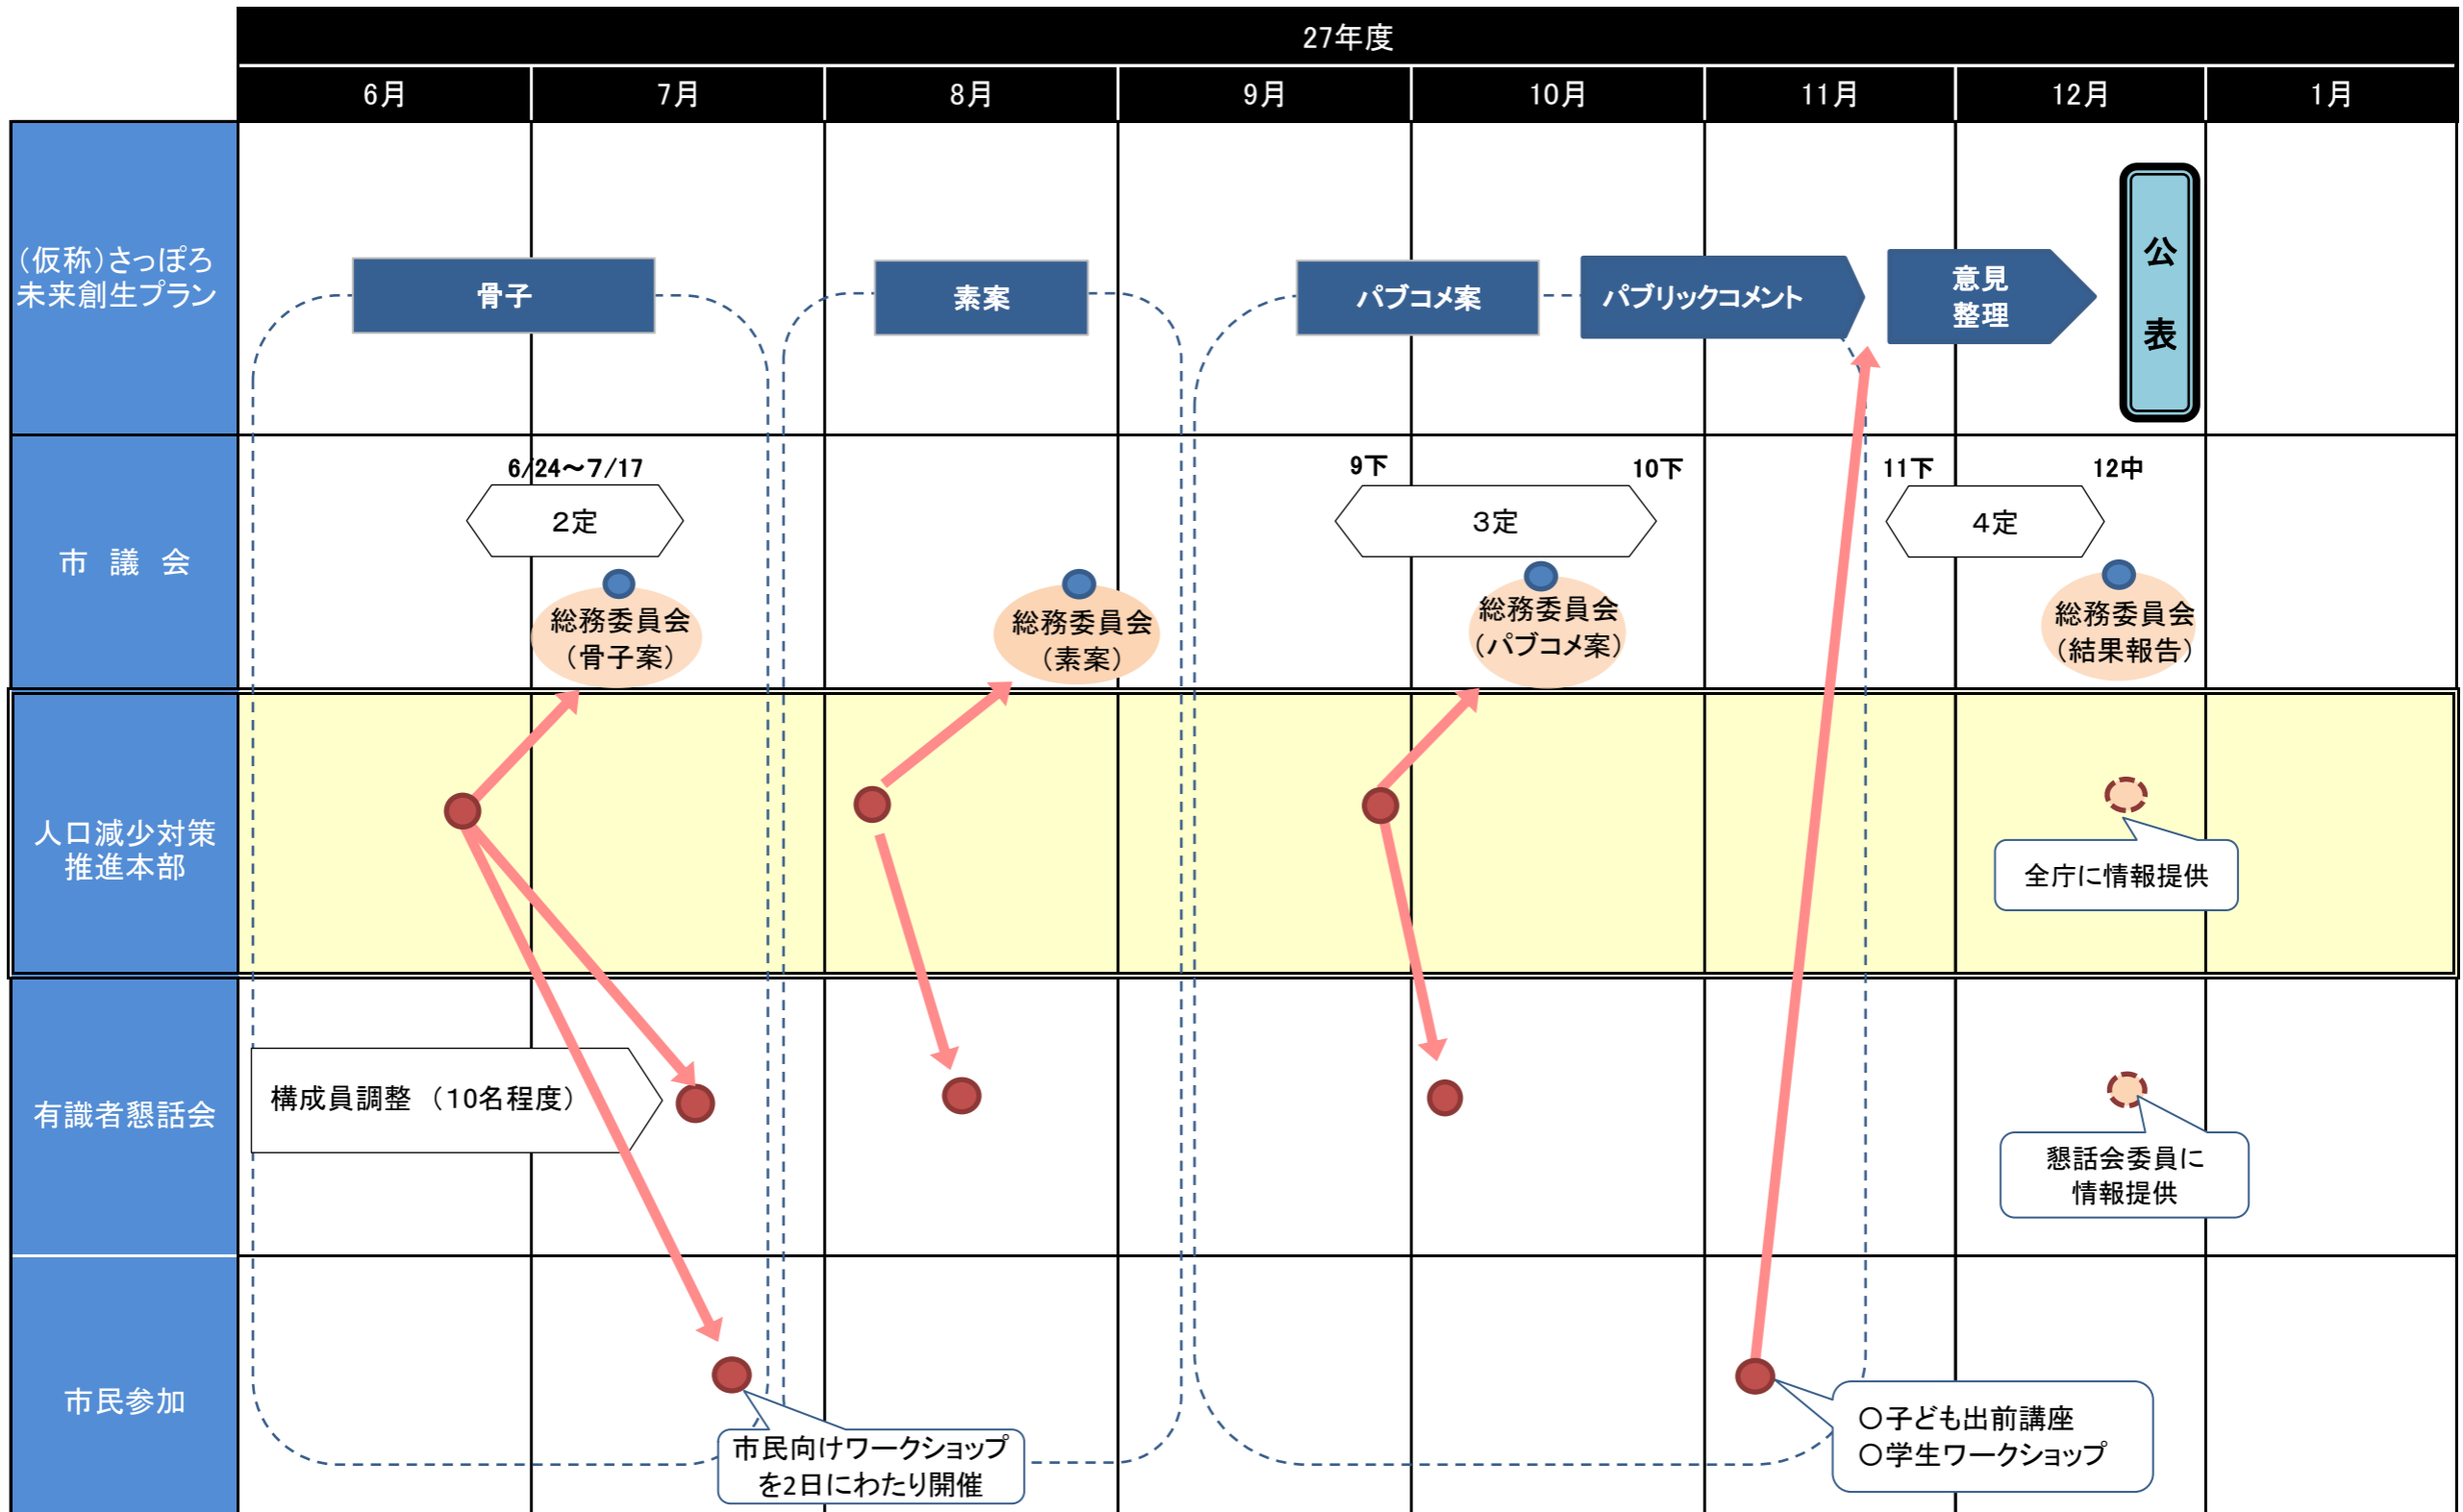 27年度
6月
7月
8月
9月
10月
11月
12月
1月
（仮称）さっぽろ
未来創生プラン
骨子
素案
パブコメ案
パブリックコメント
意見
整理
公
表
市 議 会
6/24～7/17
2定
9下
10下
3定
11下
12中
4定
総務委員会
（骨子案）
総務委員会
（素案）
総務委員会
（パブコメ案）
総務委員会
（結果報告）
人口減少対策
推進本部
全庁に情報提供
有識者懇話会
構成員調整 （10名程度）
懇話会委員に
情報提供
市民参加
市民向けワークショップ
を2日にわたり開催
○子ども出前講座
○学生ワークショップ